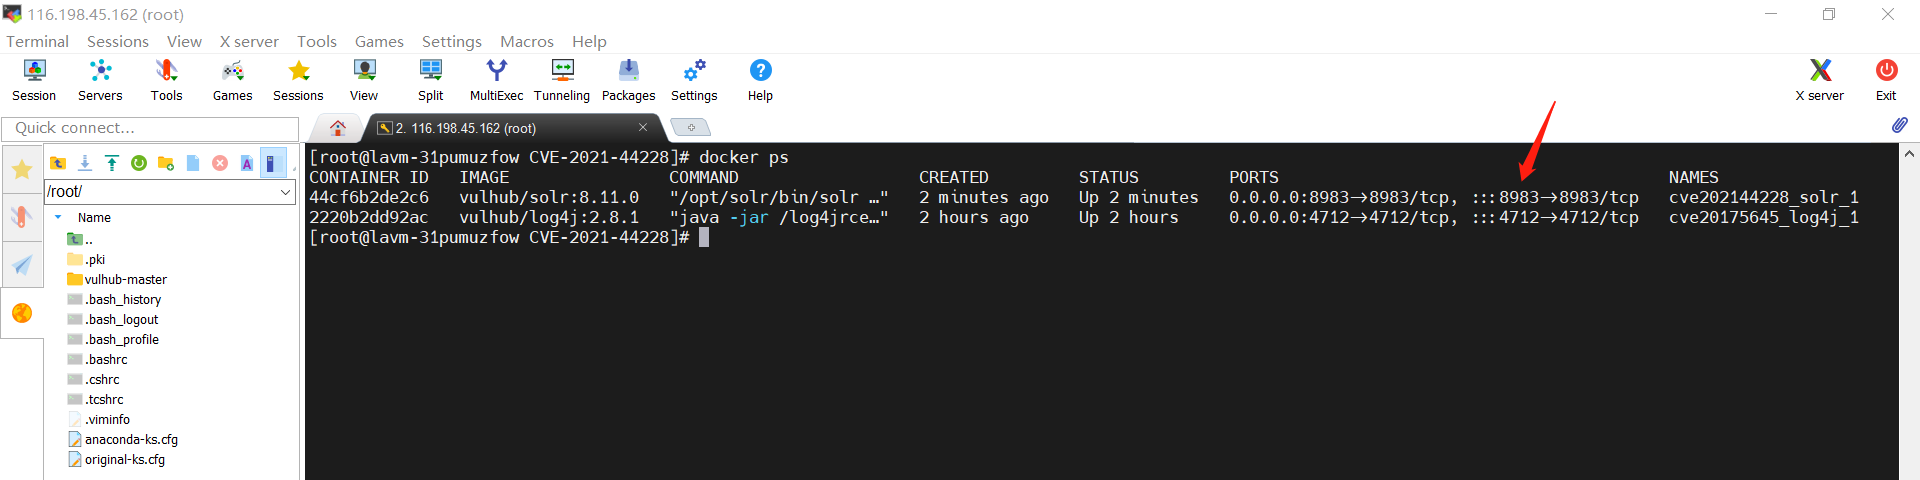 116.198.45.162 (root)
Terminal Sessions View X server Tools Games Settings Macros Help
Session Servers Tools Games Sessions View Split MultiExec Tunneling Packages Settings Help X server Exit
Quick connect...
2. 116.198.45.162 (root)
/root/
Name
..
.pki
vulhub-master
.bash_history
.bash_logout
.bash_profile
.bashrc
.cshrc
.tcshrc
.viminfo
anaconda-ks.cfg
original-ks.cfg
[root@lavm-31pumuzfow CVE-2021-44228]# docker ps
CONTAINER ID IMAGE COMMAND CREATED STATUS PORTS NAMES
44cf6b2de2c6 vulhub/solr:8.11.0 "/opt/solr/bin/solr …" 2 minutes ago Up 2 minutes 0.0.0.0:8983→8983/tcp, :::8983→8983/tcp cve202144228_solr_1
2220b2dd92ac vulhub/log4j:2.8.1 "java -jar /log4jrce…" 2 hours ago Up 2 hours 0.0.0.0:4712→4712/tcp, :::4712→4712/tcp cve20175645_log4j_1
[root@lavm-31pumuzfow CVE-2021-44228]#